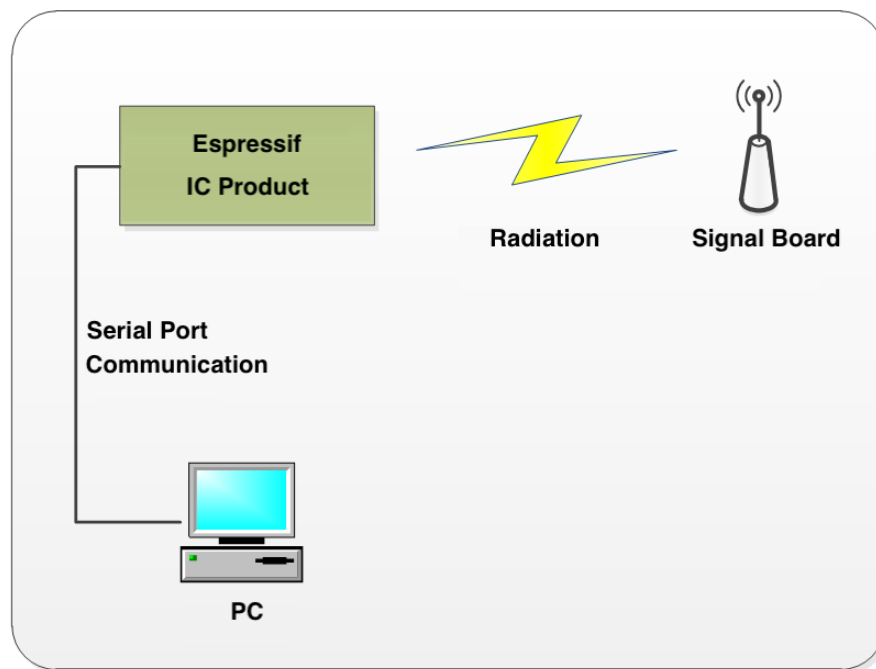 Espressif
IC Product
Radiation
Signal Board
Serial Port
Communication
PC